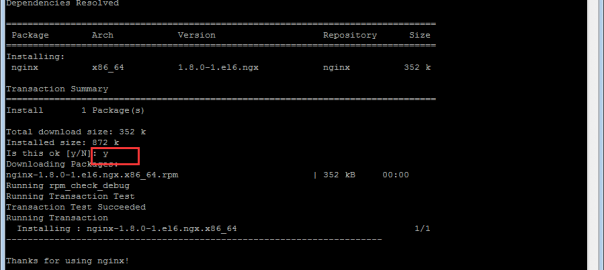 Dependencies Resolved
================================================================================
Package Arch Version Repository Size
================================================================================
Installing:
nginx x86_64 1.8.0-1.el6.ngx nginx 352 k
Transaction Summary
================================================================================
Install 1 Package(s)
Total download size: 352 k
Installed size: 872 k
Is this ok [y/N]: y
Downloading Packages:
nginx-1.8.0-1.el6.ngx.x86_64.rpm | 352 kB 00:00
Running rpm_check_debug
Running Transaction Test
Transaction Test Succeeded
Running Transaction
Installing : nginx-1.8.0-1.el6.ngx.x86_64 1/1
----------------------------------------------------------------------
Thanks for using nginx!